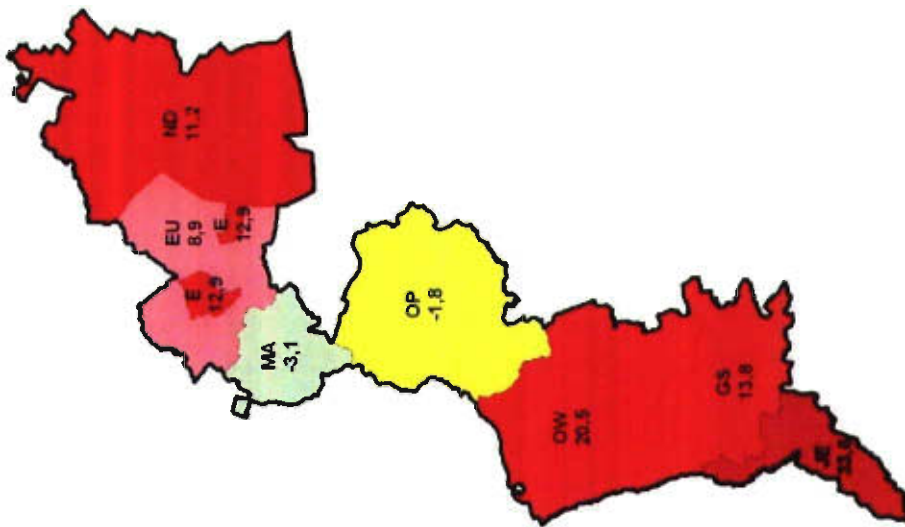 ND
11,2
EU
8,9
E.
12,9
E
12,9
MA
-3,1
OP
-1,8
OW
20,5
GS
13,8
JE